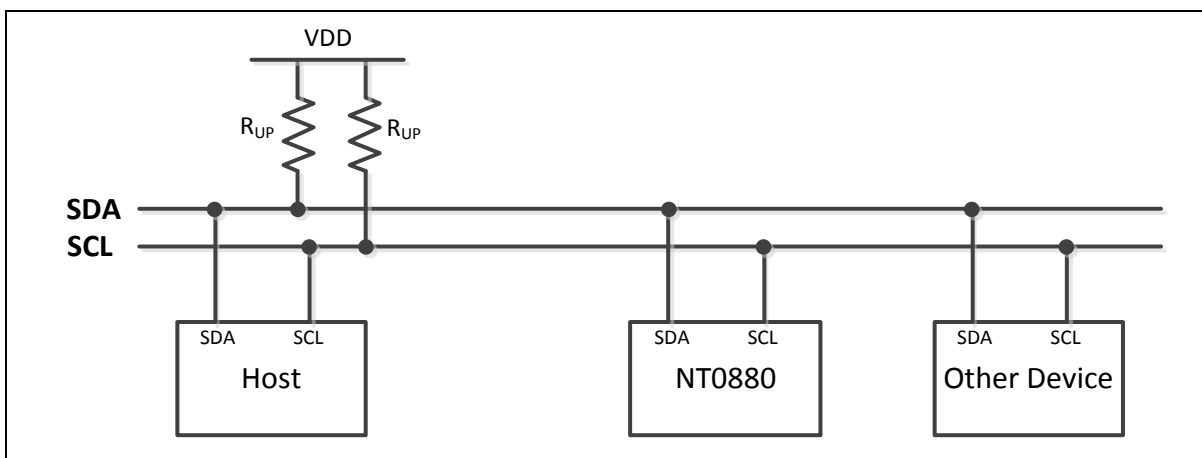 VDD
RUP RUP
SDA
SCL
SDA SCL SDA SCL SDA SCL
Host NT0880 Other Device